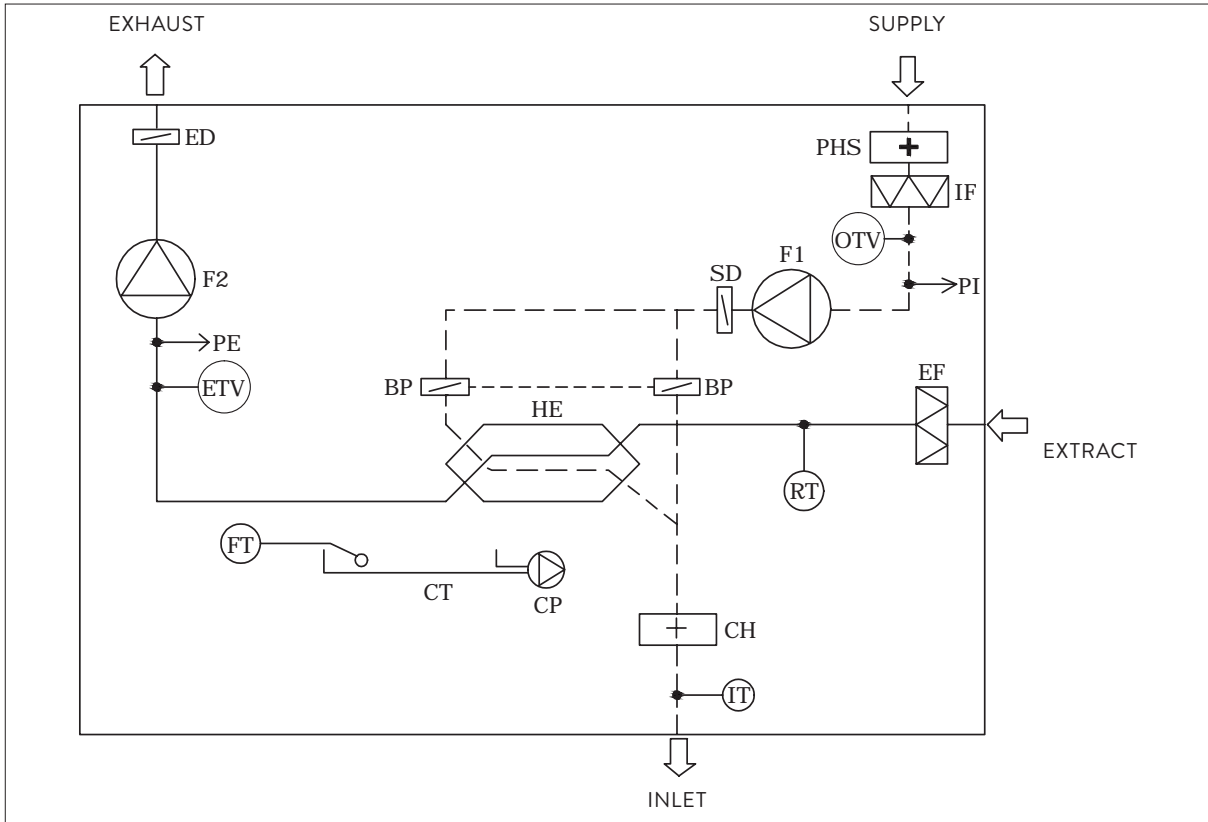 EXHAUST
SUPPLY
ED
PHS
IF
OTV
F1
SD
F2
PI
PE
ETV
BP
BP
EF
HE
EXTRACT
RT
FT
CT
CP
CH
IT
INLET